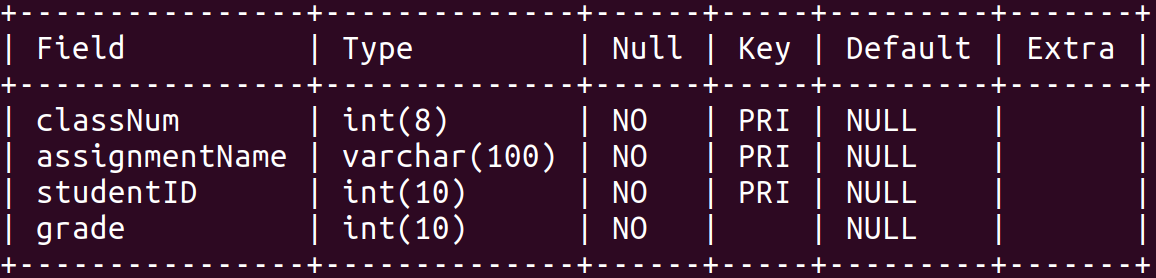 +----------------+--------------+------+-----+---------+-------+
| Field          | Type         | Null | Key | Default | Extra |
+----------------+--------------+------+-----+---------+-------+
| classNum       | int(8)       | NO   | PRI | NULL    |       |
| assignmentName | varchar(100) | NO   | PRI | NULL    |       |
| studentID      | int(10)      | NO   | PRI | NULL    |       |
| grade          | int(10)      | NO   |     | NULL    |       |
+----------------+--------------+------+-----+---------+-------+